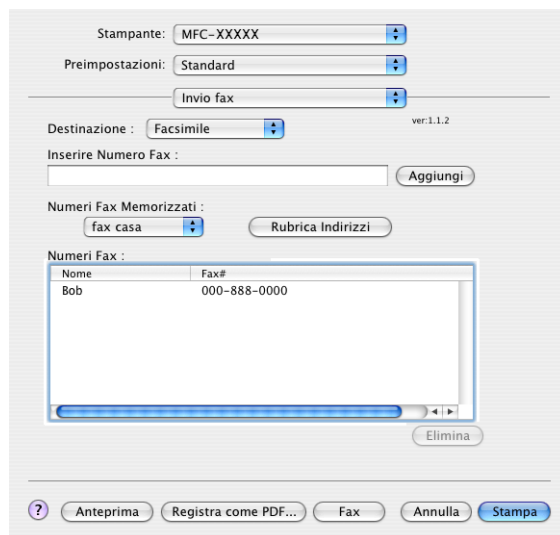 Stampante: MFC-XXXXX
Preimpostazioni: Standard
Invio fax
Destinazione : Facsimile
ver:1.1.2
Inserire Numero Fax :
Aggiungi
Numeri Fax Memorizzati :
fax casa Rubrica Indirizzi
Numeri Fax :
Nome Fax#
Bob 000-888-0000
Elimina
? Anteprima Registra come PDF... Fax Annulla Stampa